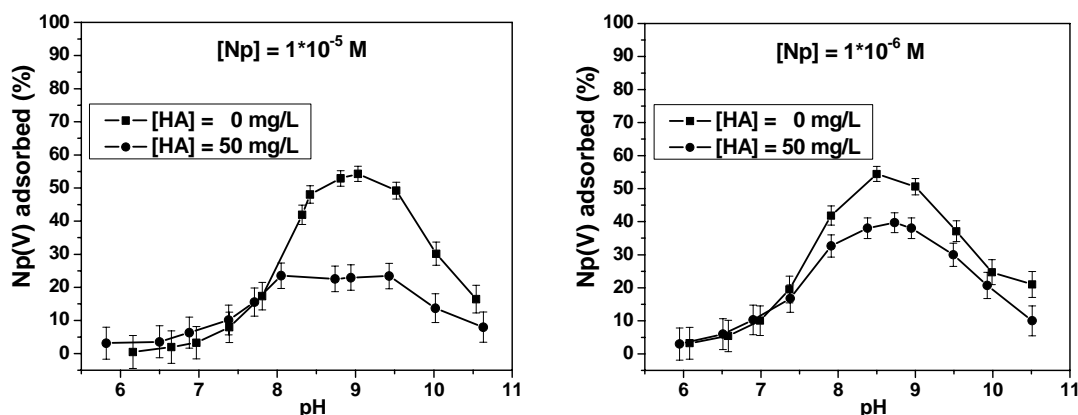 [Np] = 1*10⁻⁵ M
[HA] = 0 mg/L
[HA] = 50 mg/L
Np(V) adsorbed (%)
100
90
80
70
60
50
40
30
20
10
0
6 7 8 9 10 11
pH
[Np] = 1*10⁻⁶ M
[HA] = 0 mg/L
[HA] = 50 mg/L
Np(V) adsorbed (%)
100
90
80
70
60
50
40
30
20
10
0
6 7 8 9 10 11
pH